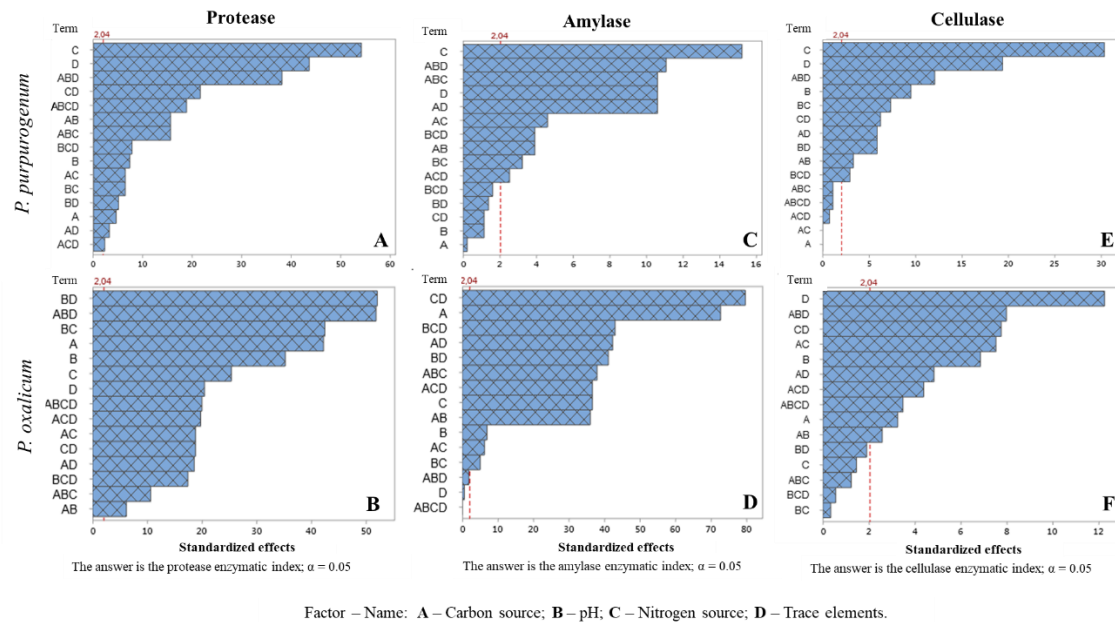 Protease
Amylase
Cellulase
P. purpurogenum
Term
2,04
C
D
ABD
CD
ABCD
AB
ABC
BCD
B
AC
BC
BD
A
AD
ACD
A
0 10 20 30 40 50 60
Term
2,04
C
ABD
ABC
D
AD
AC
BCD
AB
BC
ACD
BCD
BD
CD
B
A
C
0 2 4 6 8 10 12 14 16
Term
2,04
C
D
ABD
B
BC
CD
AD
BD
AB
BCD
ABC
ABCD
ACD
AC
A
E
0 5 10 15 20 25 30
P. oxalicum
Term
2,04
BD
ABD
BC
A
B
C
D
ABCD
ACD
AC
CD
AD
BCD
ABC
AB
B
0 10 20 30 40 50
Standardized effects
The answer is the protease enzymatic index; α = 0.05
Term
2,04
CD
A
BCD
AD
BD
ABC
ACD
C
AB
B
AC
BC
ABD
D
ABCD
D
0 10 20 30 40 50 60 70 80
Standardized effects
The answer is the amylase enzymatic index; α = 0.05
Term
2,04
D
ABD
CD
AC
B
AD
ACD
ABCD
A
AB
BD
C
ABC
BCD
BC
F
0 2 4 6 8 10 12
Standardized effects
The answer is the cellulase enzymatic index; α = 0.05
Factor – Name: A – Carbon source; B – pH; C – Nitrogen source; D – Trace elements.